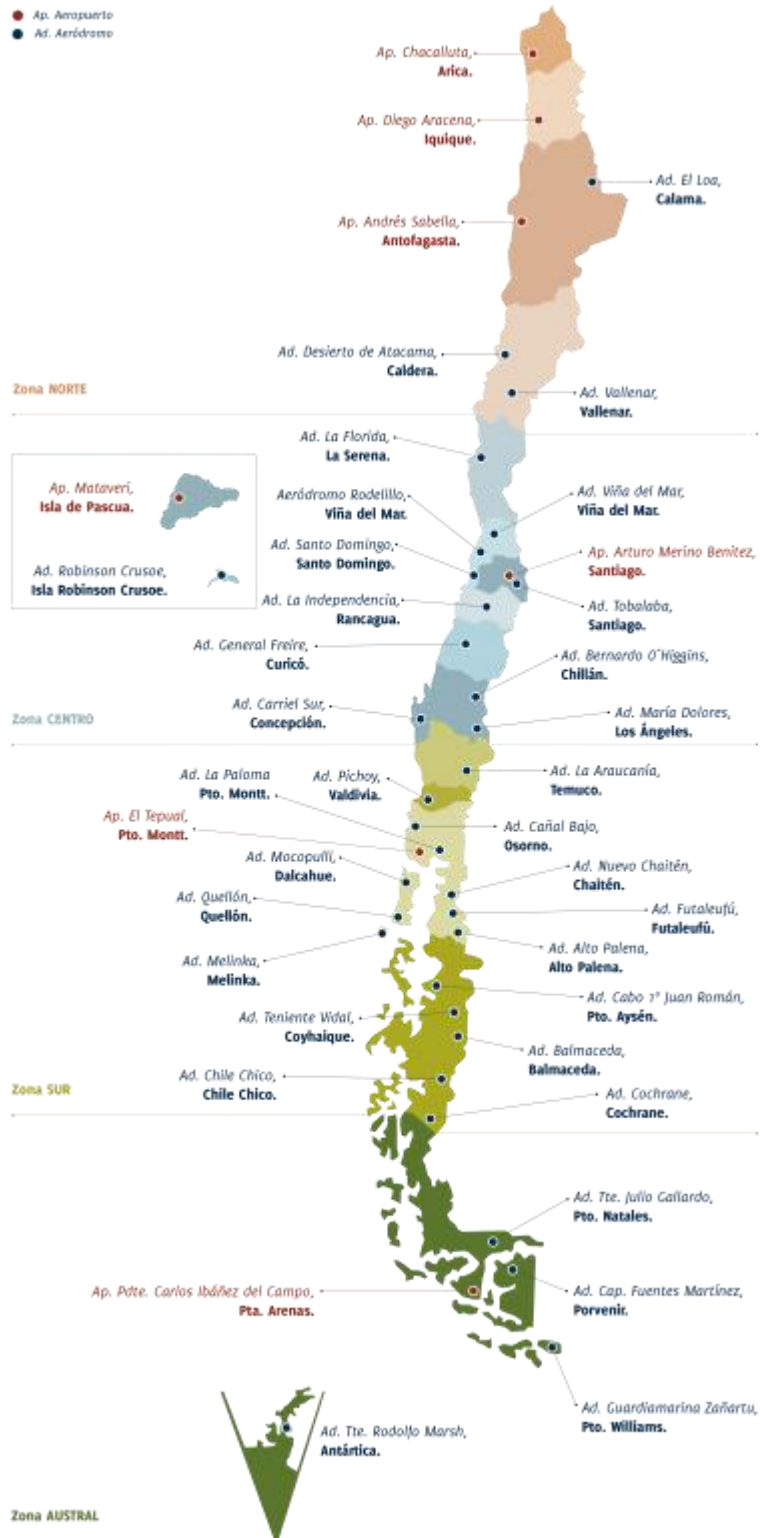 Ap. Aeropuerto
Ad. Aeródromo
Ap. Chacalluta,
Arica.
Ap. Diego Aracena,
Iquique.
Ad. El Loa,
Calama.
Ap. Andrés Sabella,
Antofagasta.
Ad. Desierto de Atacama,
Caldera.
Zona NORTE
Ad. Vallenar,
Vallenar.
Ad. La Florida,
La Serena.
Ap. Mataveri,
Isla de Pascua.
Aeródromo Rodelillo,
Viña del Mar.
Ad. Viña del Mar,
Viña del Mar.
Ad. Santo Domingo,
Santo Domingo.
Ap. Arturo Merino Benitez,
Santiago.
Ad. Robinson Crusoe,
Isla Robinson Crusoe.
Ad. La Independencia,
Rancagua.
Ad. Tobalaba,
Santiago.
Ad. General Freire,
Curicó.
Ad. Bernardo O´Higgins,
Chillán.
Ad. Carriel Sur,
Concepción.
Ad. María Dolores,
Los Ángeles.
Zona CENTRO
Ad. La Paloma
Pto. Montt.
Ad. Pichoy,
Valdivia.
Ad. La Araucanía,
Temuco.
Ap. El Tepual,
Pto. Montt.
Ad. Cañal Bajo,
Osorno.
Ad. Mocopulli,
Dalcahue.
Ad. Nuevo Chaitén,
Chaitén.
Ad. Quellón,
Quellón.
Ad. Futaleufú,
Futaleufú.
Ad. Melinka,
Melinka.
Ad. Alto Palena,
Alto Palena.
Ad. Cabo 1º Juan Román,
Pto. Aysén.
Ad. Teniente Vidal,
Coyhaique.
Ad. Balmaceda,
Balmaceda.
Ad. Chile Chico,
Chile Chico.
Zona SUR
Ad. Cochrane,
Cochrane.
Ad. Tte. Julio Gallardo,
Pto. Natales.
Ap. Pdte. Carlos Ibáñez del Campo,
Pta. Arenas.
Ad. Cap. Fuentes Martínez,
Porvenir.
Ad. Guardiamarina Zañartu,
Pto. Williams.
Ad. Tte. Rodolfo Marsh,
Antártica.
Zona AUSTRAL